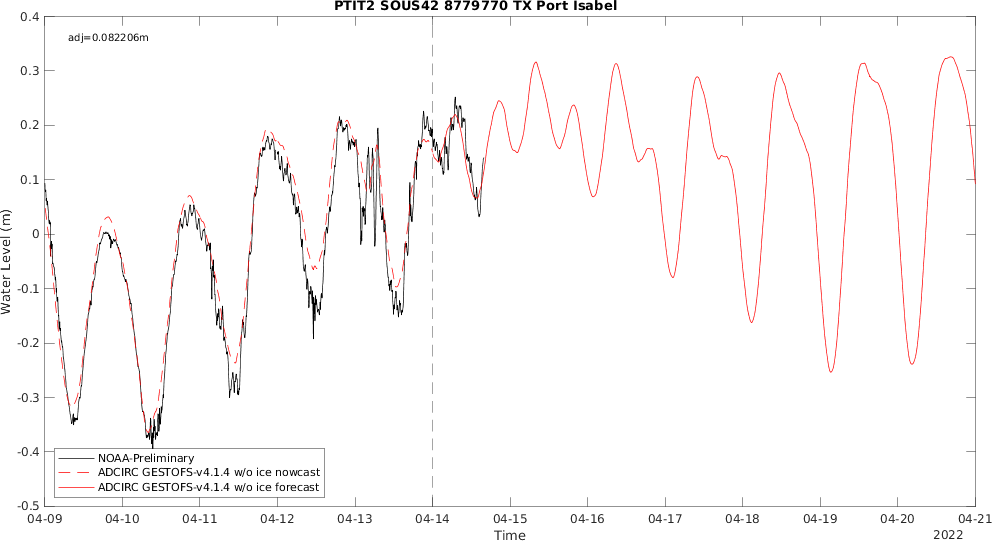 PTIT2 SOUS42 8779770 TX Port Isabel
adj=0.082206m
0.4
0.3
0.2
0.1
0
-0.1
-0.2
-0.3
-0.4
-0.5
Water Level (m)
NOAA-Preliminary
ADCIRC GESTOFS-v4.1.4 w/o ice nowcast
ADCIRC GESTOFS-v4.1.4 w/o ice forecast
04-09 04-10 04-11 04-12 04-13 04-14 04-15 04-16 04-17 04-18 04-19 04-20 04-21
Time
2022